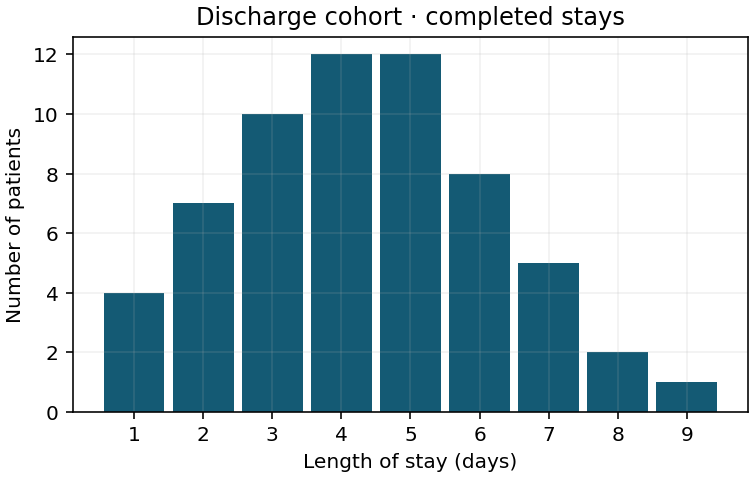 Discharge cohort · completed stays
Number of patients
12
10
8
6
4
2
0
1 2 3 4 5 6 7 8 9
Length of stay (days)